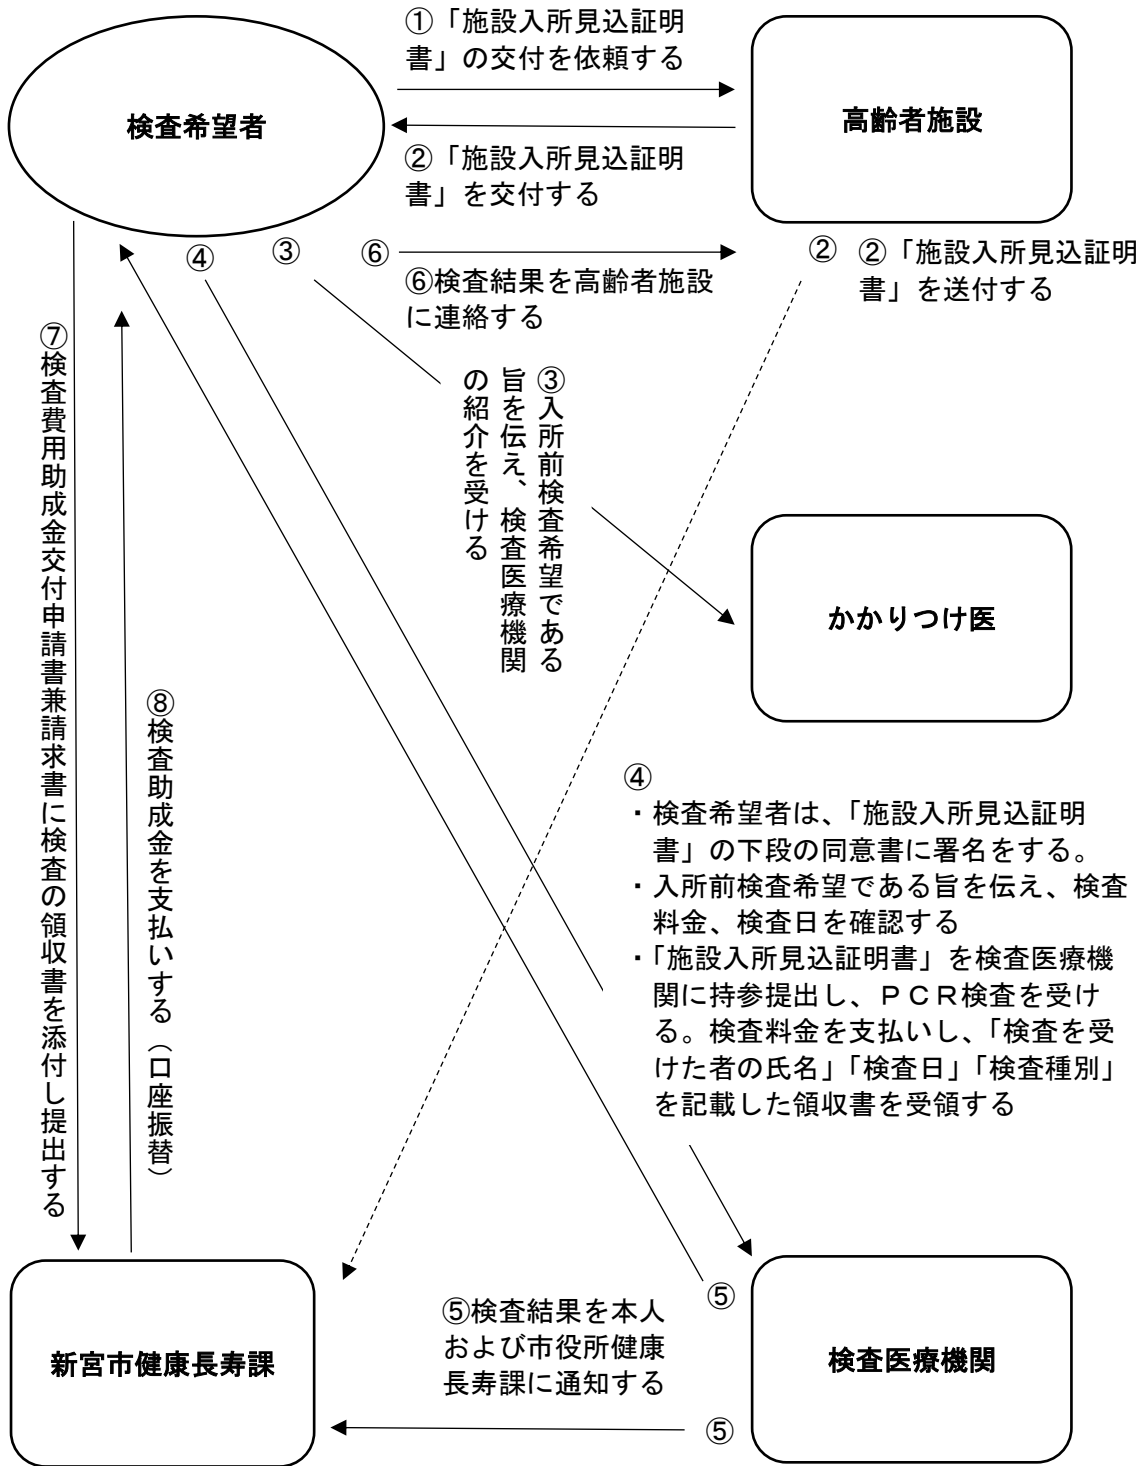 ①「施設入所見込証明
書」の交付を依頼する
検査希望者
高齢者施設
②「施設入所見込証明
書」を交付する
④
③
⑥
⑥検査結果を高齢者施設
に連絡する
②
②「施設入所見込証明
書」を送付する
③入所前検査希望である
旨を伝え、検査医療機関
の紹介を受ける
かかりつけ医
⑦検査費用助成金交付申請書兼請求書に検査の領収書を添付し提出する
⑧検査助成金を支払いする（口座振替）
④
・検査希望者は、「施設入所見込証明
書」の下段の同意書に署名をする。
・入所前検査希望である旨を伝え、検査
料金、検査日を確認する
・「施設入所見込証明書」を検査医療機
関に持参提出し、ＰＣＲ検査を受け
る。検査料金を支払いし、「検査を受
けた者の氏名」「検査日」「検査種別」
を記載した領収書を受領する
新宮市健康長寿課
⑤検査結果を本人
および市役所健康
長寿課に通知する
⑤
⑤
検査医療機関